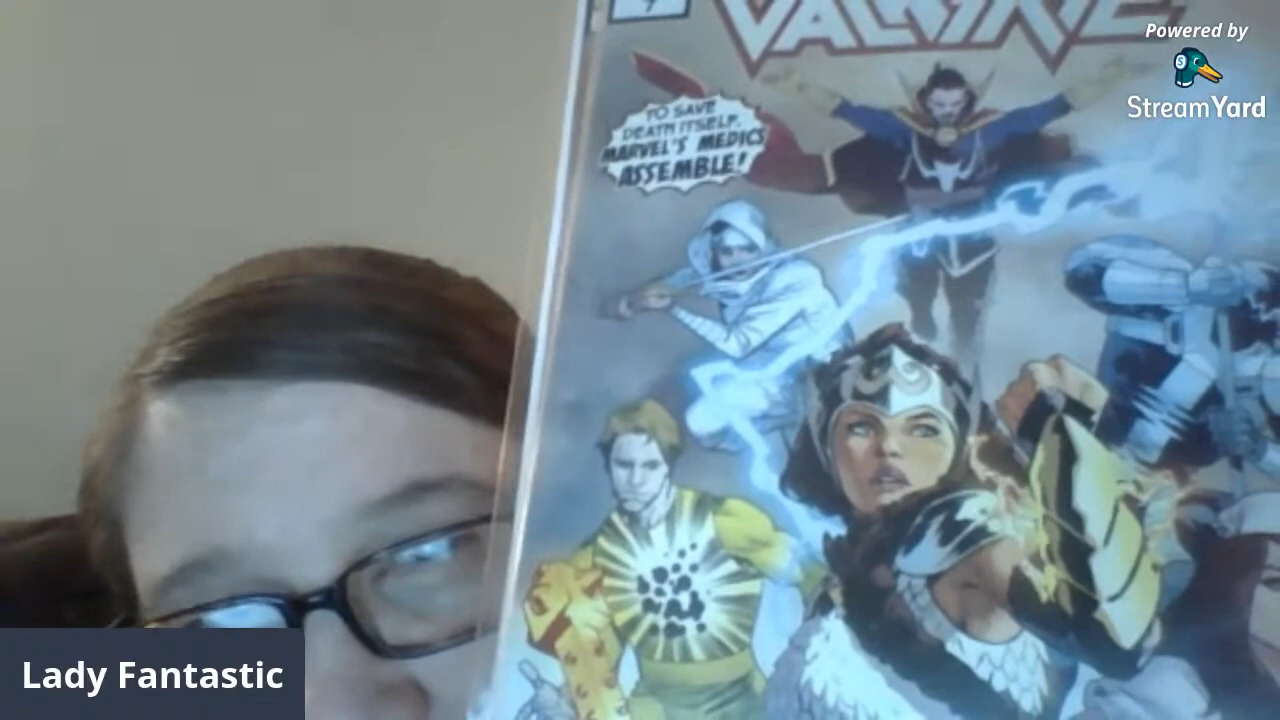 VALKYRIE
Powered by
StreamYard
TO SAVE
DEATH ITSELF,
MARVEL'S MEDICS
ASSEMBLE!
Lady Fantastic